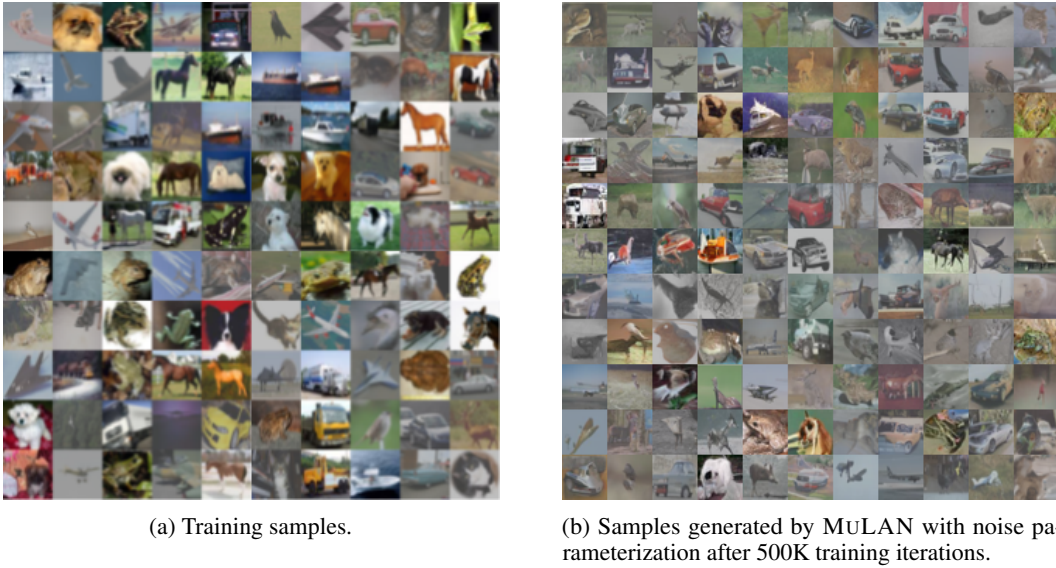 (a) Training samples.
(b) Samples generated by MULAN with noise pa-
rameterization after 500K training iterations.